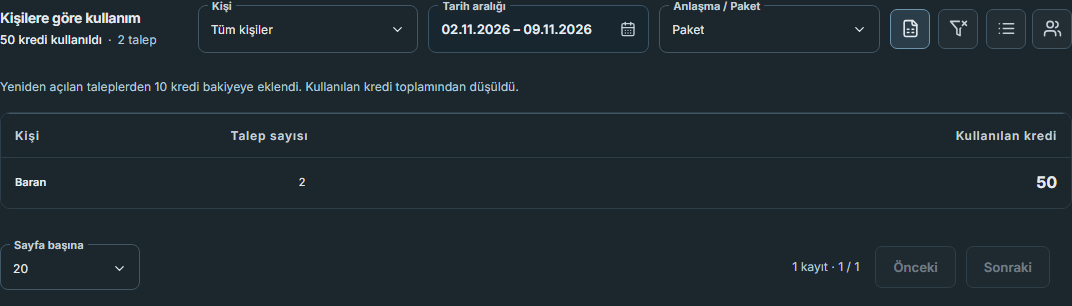 Kişilere göre kullanım
50 kredi kullanıldı · 2 talep
Kişi
Tüm kişiler
Tarih aralığı
02.11.2026 – 09.11.2026
Anlaşma / Paket
Paket
Yeniden açılan taleplerden 10 kredi bakiyeye eklendi. Kullanılan kredi toplamından düşüldü.
Kişi Talep sayısı Kullanılan kredi
Baran 2 50
Sayfa başına
20
1 kayıt · 1 / 1
Önceki
Sonraki